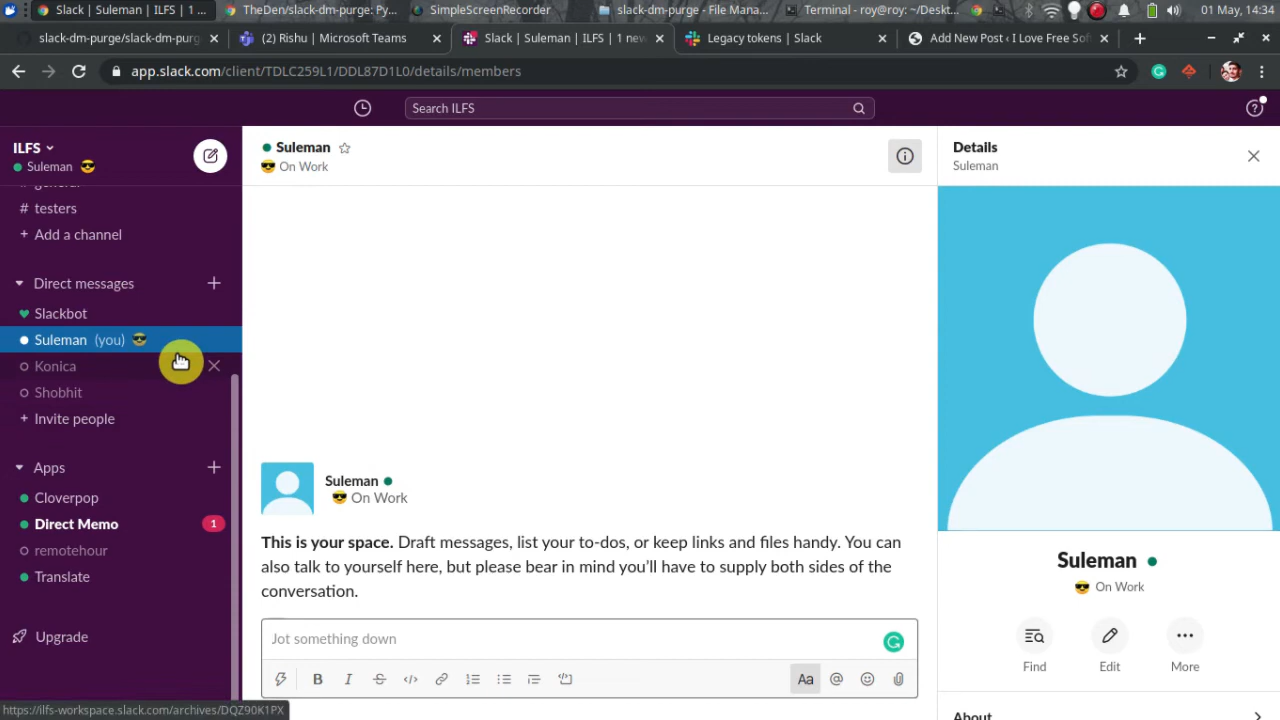 Slack | Suleman | ILFS | 1 ...
TheDen/slack-dm-purge: Py...
SimpleScreenRecorder
slack-dm-purge - File Mana...
Terminal - roy@roy: ~/Deskt...
01 May, 14:34
slack-dm-purge/slack-dm-purg
(2) Rishu | Microsoft Teams
Slack | Suleman | ILFS | 1 new
Legacy tokens | Slack
Add New Post ‹ I Love Free Sof
app.slack.com/client/TDLC259L1/DDL87D1L0/details/members
Search ILFS
ILFS
Suleman
general
# testers
+ Add a channel
Direct messages
Slackbot
Suleman (you)
Konica
Shobhit
+ Invite people
Apps
Cloverpop
Direct Memo 1
remotehour
Translate
Upgrade
https://ilfs-workspace.slack.com/archives/DQZ90K1PX
Suleman
😎 On Work
Suleman
😎 On Work
This is your space. Draft messages, list your to-dos, or keep links and files handy. You can
also talk to yourself here, but please bear in mind you'll have to supply both sides of the
conversation.
Jot something down
B I S
Aa @
Details
Suleman
Suleman
😎 On Work
Find Edit More
About